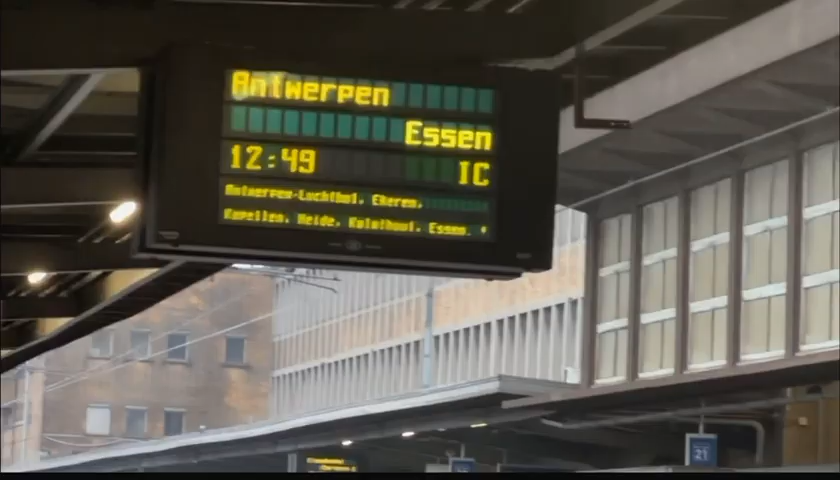 Antwerpen
Essen
12:49 IC
Antwerpen-Luchtbal, Ekeren,
Kapellen, Heide, Kalmthout, Essen.
21